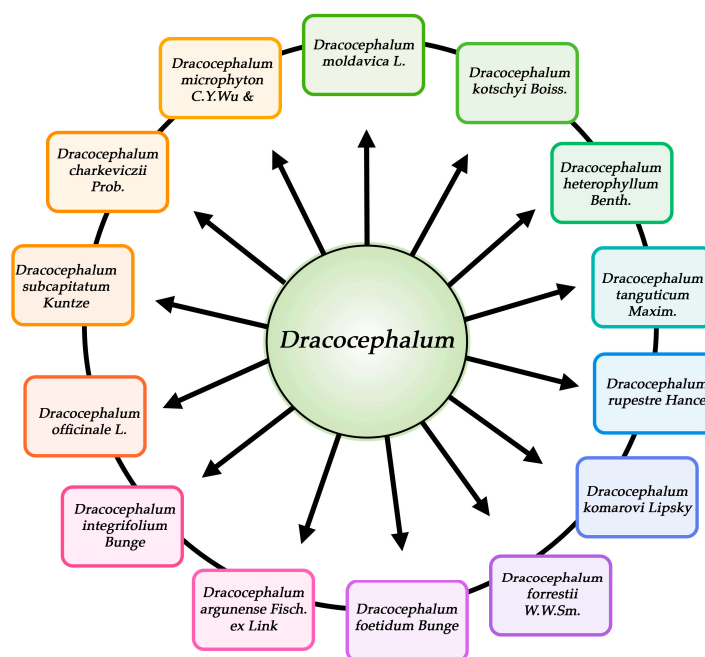 Dracocephalum
moldavica L.
Dracocephalum
kotschyi Boiss.
Dracocephalum
heterophyllum
Benth.
Dracocephalum
tanguticum
Maxim.
Dracocephalum
rupestre Hance
Dracocephalum
komarovi Lipsky
Dracocephalum
forrestii
W.W.Sm.
Dracocephalum
foetidum Bunge
Dracocephalum
argunense Fisch.
ex Link
Dracocephalum
integrifolium
Bunge
Dracocephalum
officinale L.
Dracocephalum
subcapitatum
Kuntze
Dracocephalum
charkeviczii
Prob.
Dracocephalum
microphyton
C.Y.Wu &
Dracocephalum